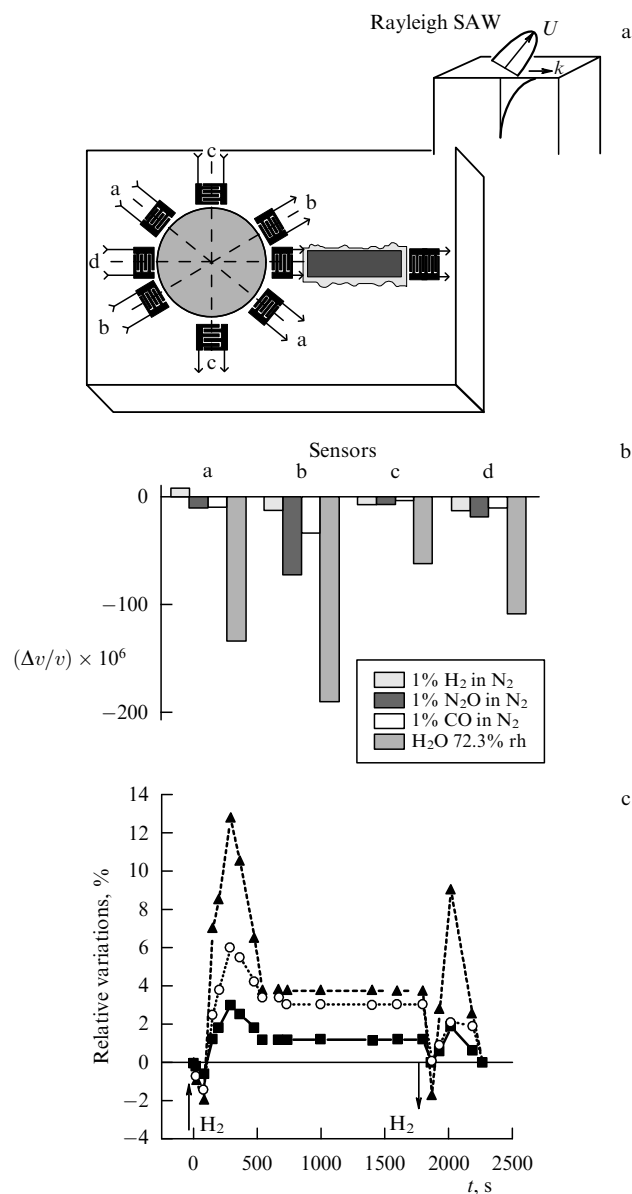 Rayleigh SAW
a
U
k
c
a
b
d
b
a
c
Sensors
b
a b c d
0
−100
(Δv/v) × 10⁶
−200
1% H₂ in N₂
1% N₂O in N₂
1% CO in N₂
H₂O 72.3% rh
c
14
12
10
8
6
4
2
0
−2
−4
Relative variations, %
H₂ H₂
0 500 1000 1500 2000 2500
t, s